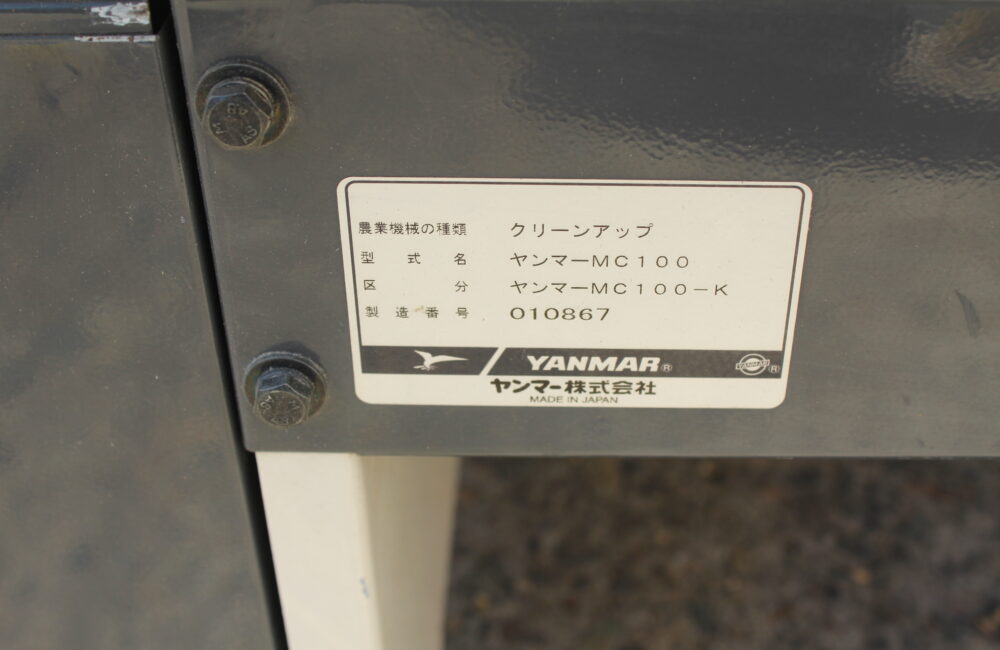 農業機械の種類 クリーンアップ
型式名 ヤンマーMC100
区分 ヤンマーMC100-K
製造番号 010867
YANMAR® YANMAR ®
ヤンマー株式会社
MADE IN JAPAN